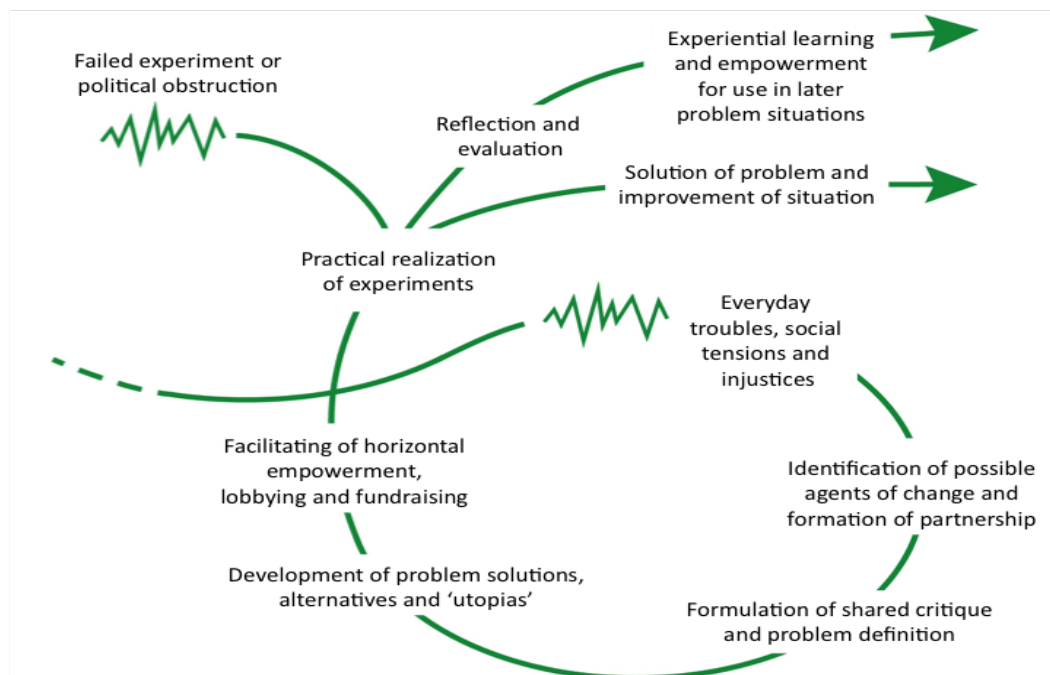 Failed experiment or
political obstruction
Experiential learning
and empowerment
for use in later
problem situations
Reflection and
evaluation
Solution of problem and
improvement of situation
Practical realization
of experiments
Everyday
troubles, social
tensions and
injustices
Identification of possible
agents of change and
formation of partnership
Formulation of shared critique
and problem definition
Development of problem solutions,
alternatives and ‘utopias’
Facilitating of horizontal
empowerment,
lobbying and fundraising